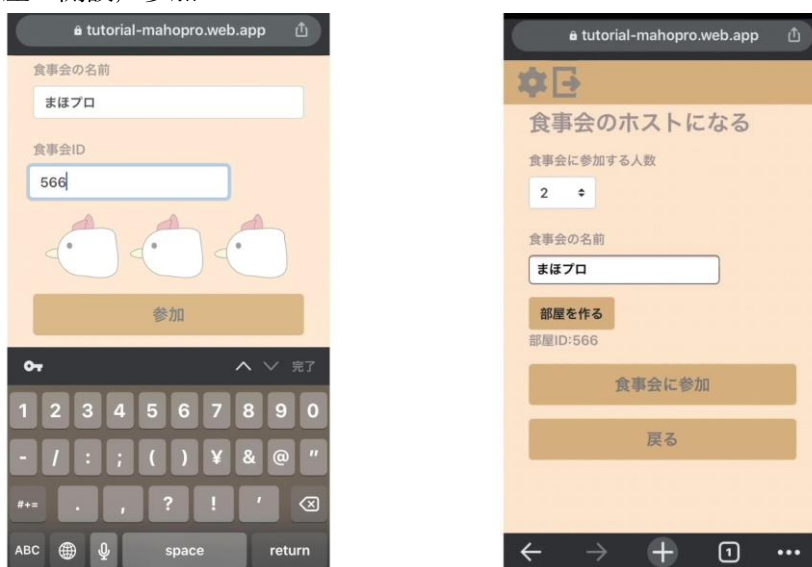 tutorial-mahopro.web.app
食事会の名前
まほプロ
食事会ID
566
参加
完了
1 2 3 4 5 6 7 8 9 0
- / : ; ( ) ¥ & @ "
#+= . , ? ! '
ABC space return
tutorial-mahopro.web.app
食事会のホストになる
食事会に参加する人数
2
食事会の名前
まほプロ
部屋を作る
部屋ID:566
食事会に参加
戻る
1